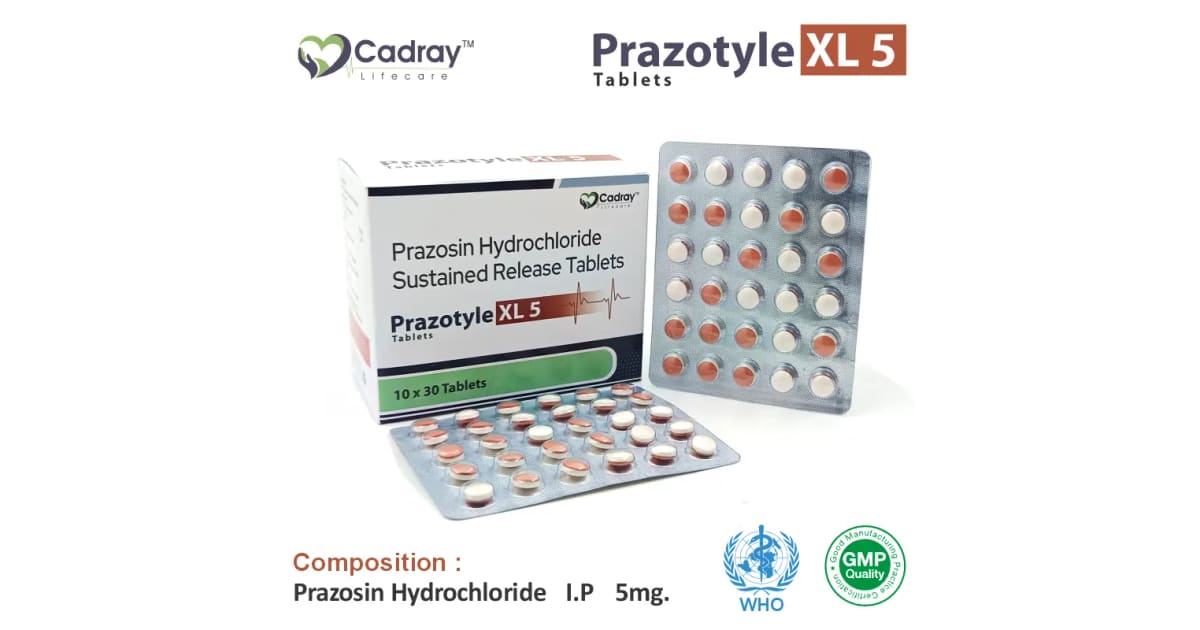 Cadray™
Lifecare
Prazotyle XL 5
Tablets
Prazotyle XL 5
Tablets
Cadray™
Lifecare
Prazosin Hydrochloride
Sustained Release Tablets
Prazotyle XL 5
Tablets
10 x 30 Tablets
Composition :
Prazosin Hydrochloride I.P 5mg.
WHO
Good Manufacturing Practice Certification
GMP
Quality